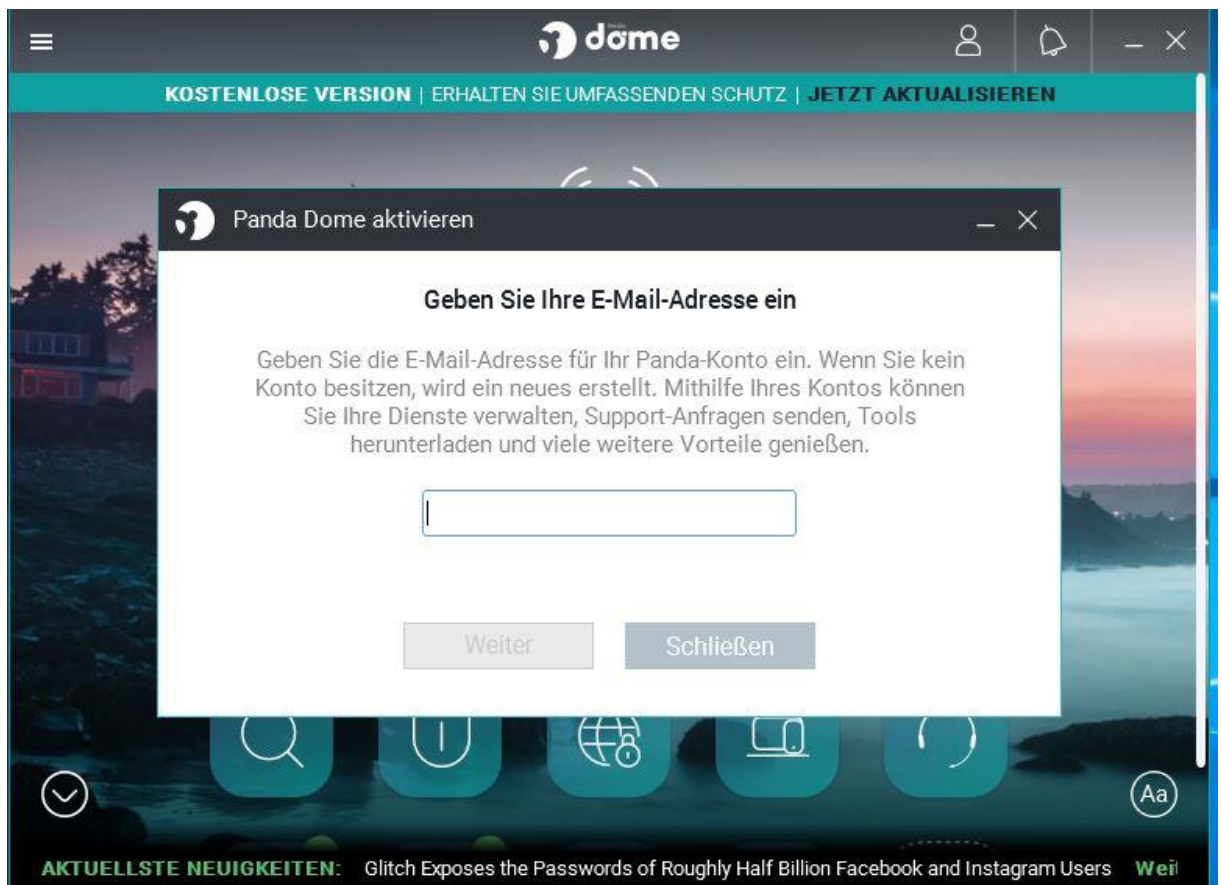 dome
KOSTENLOSE VERSION | ERHALTEN SIE UMFASSENDEN SCHUTZ | JETZT AKTUALISIEREN
Panda Dome aktivieren
Geben Sie Ihre E-Mail-Adresse ein
Geben Sie die E-Mail-Adresse für Ihr Panda-Konto ein. Wenn Sie kein
Konto besitzen, wird ein neues erstellt. Mithilfe Ihres Kontos können
Sie Ihre Dienste verwalten, Support-Anfragen senden, Tools
herunterladen und viele weitere Vorteile genießen.
Weiter
Schließen
Aa
AKTUELLSTE NEUIGKEITEN: Glitch Exposes the Passwords of Roughly Half Billion Facebook and Instagram Users